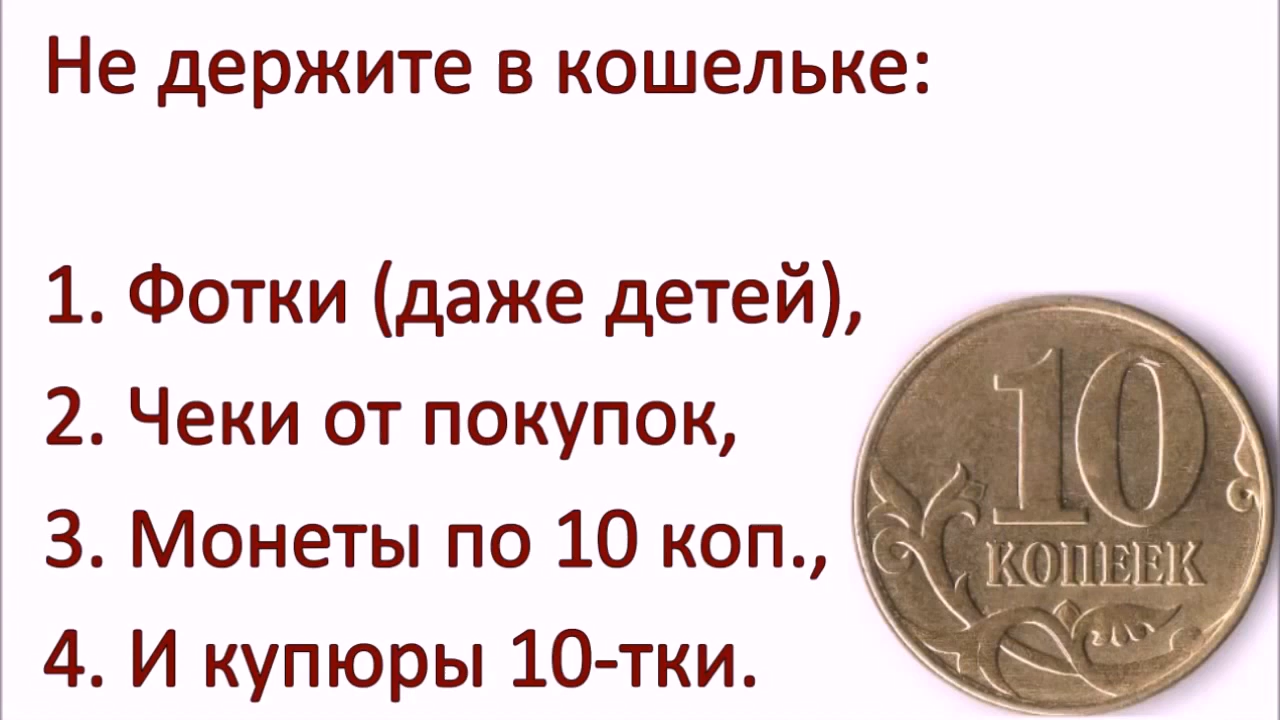 Не держите в кошельке:
1. Фотки (даже детей),
2. Чеки от покупок,
3. Монеты по 10 коп.,
4. И купюры 10-тки.
10
КОПЕЕК